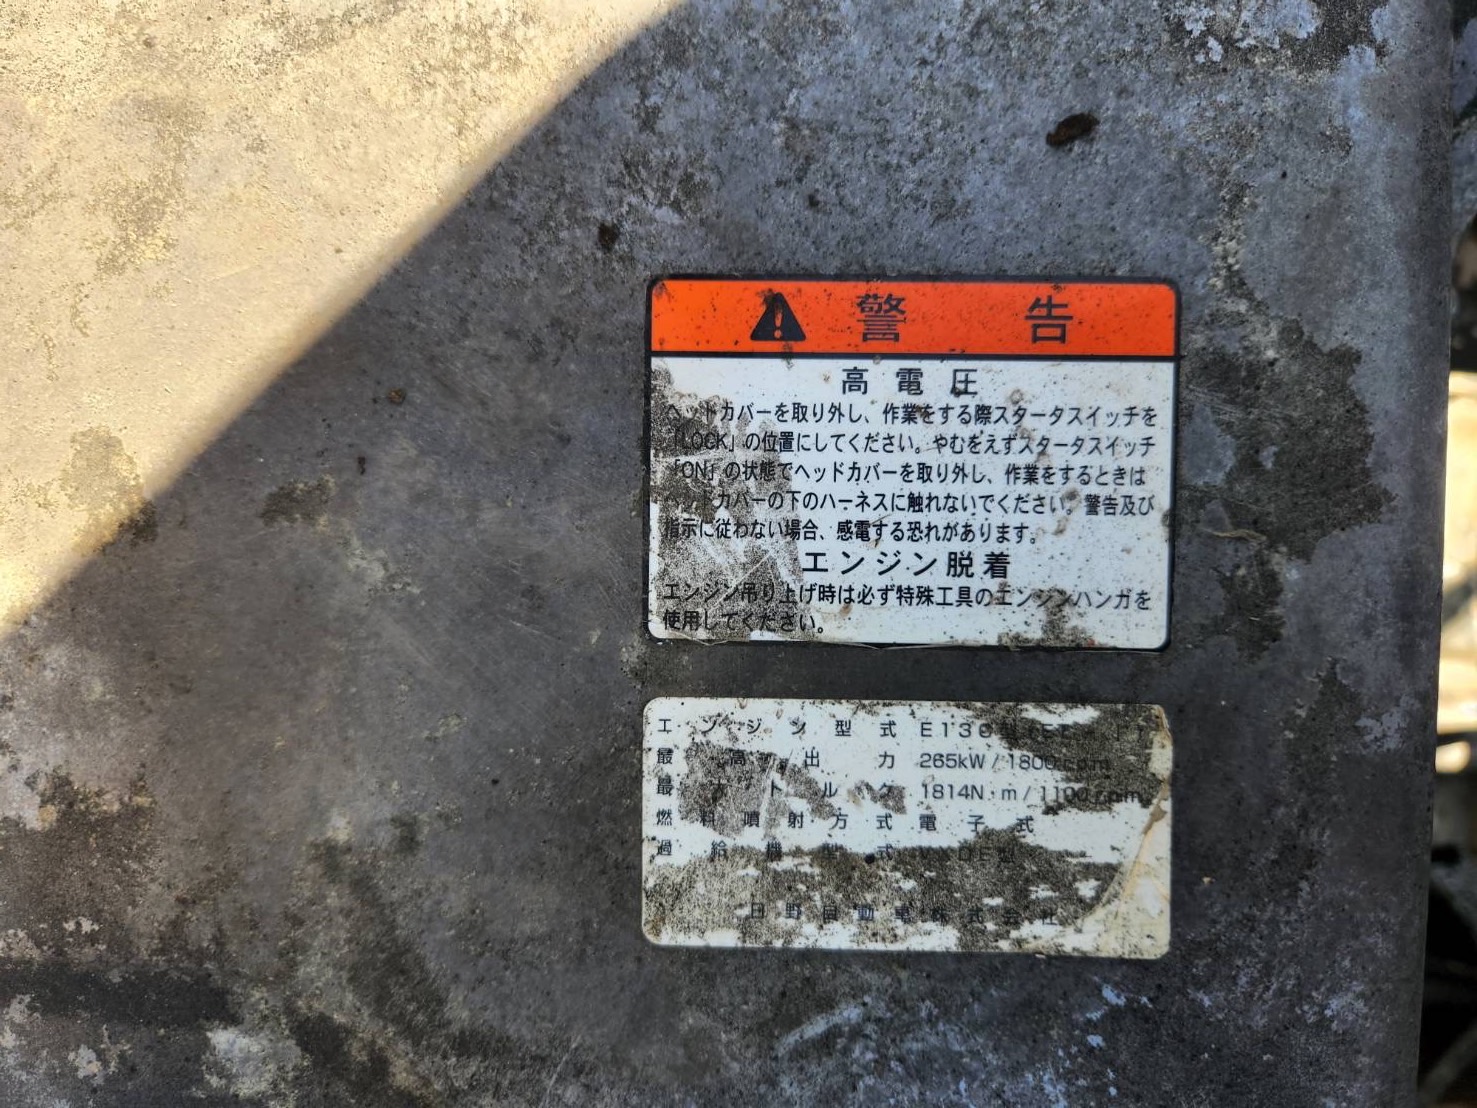 警告
高電圧
ヘッドカバーを取り外し、作業をする際スタータスイッチを
「LOCK」の位置にしてください。やむをえずスタータスイッチ
「ON」の状態でヘッドカバーを取り外し、作業をするときは
ヘッドカバーの下のハーネスに触れないでください。警告及び
指示に従わない場合、感電する恐れがあります。
エンジン脱着
エンジン吊り上げ時は必ず特殊工具のエンジンハンガを
使用してください。
エンジン型式
最高出力 265kW/1800rpm
最大トルク 1814N·m/1100rpm
燃料噴射方式 電子式
過給機型式
日野自動車株式会社